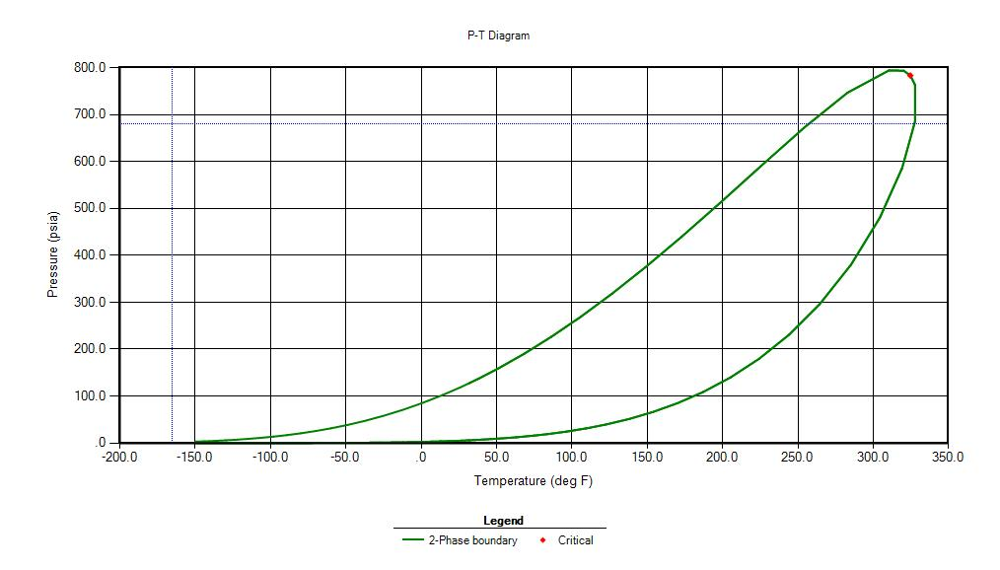 P-T Diagram
800.0
700.0
600.0
500.0
400.0
300.0
200.0
100.0
.0
Pressure (psia)
-200.0 -150.0 -100.0 -50.0 .0 50.0 100.0 150.0 200.0 250.0 300.0 350.0
Temperature (deg F)
Legend
2-Phase boundary Critical